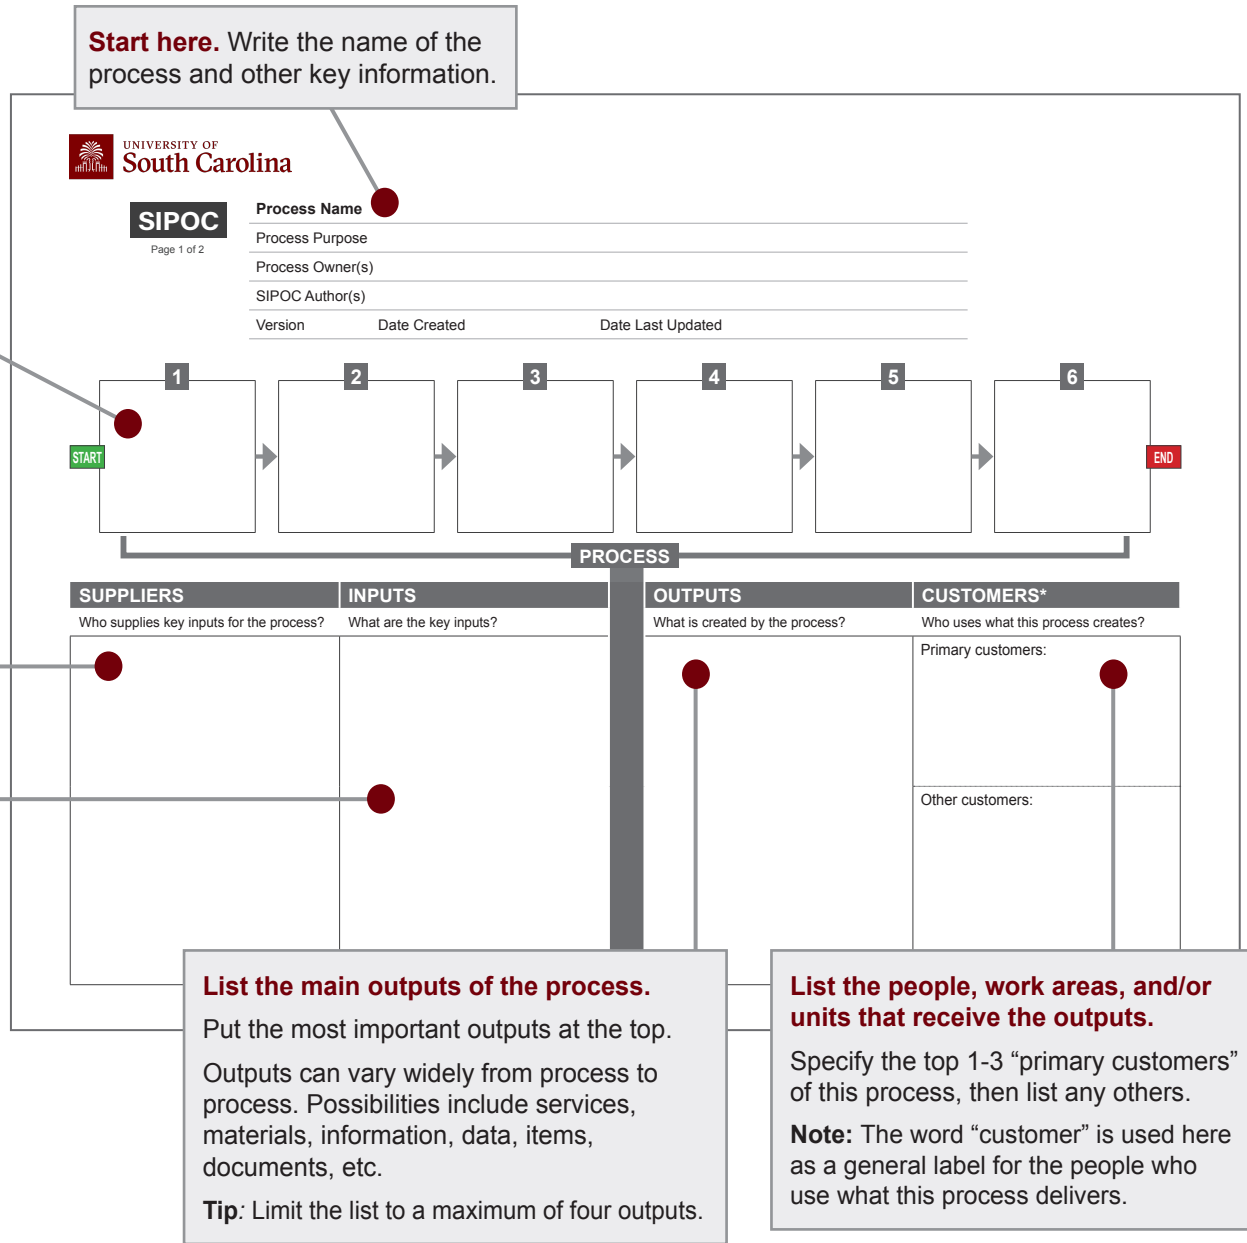 Start here. Write the name of the
process and other key information.
UNIVERSITY OF
South Carolina
SIPOC
Page 1 of 2
Process Name
Process Purpose
Process Owner(s)
SIPOC Author(s)
Version Date Created Date Last Updated
1 2 3 4 5 6
START
END
PROCESS
SUPPLIERS INPUTS OUTPUTS CUSTOMERS*
Who supplies key inputs for the process? What are the key inputs? What is created by the process? Who uses what this process creates?
Primary customers:
Other customers:
List the main outputs of the process.
Put the most important outputs at the top.
Outputs can vary widely from process to
process. Possibilities include services,
materials, information, data, items,
documents, etc.
Tip: Limit the list to a maximum of four outputs.
List the people, work areas, and/or
units that receive the outputs.
Specify the top 1-3 “primary customers”
of this process, then list any others.
Note: The word “customer” is used here
as a general label for the people who
use what this process delivers.